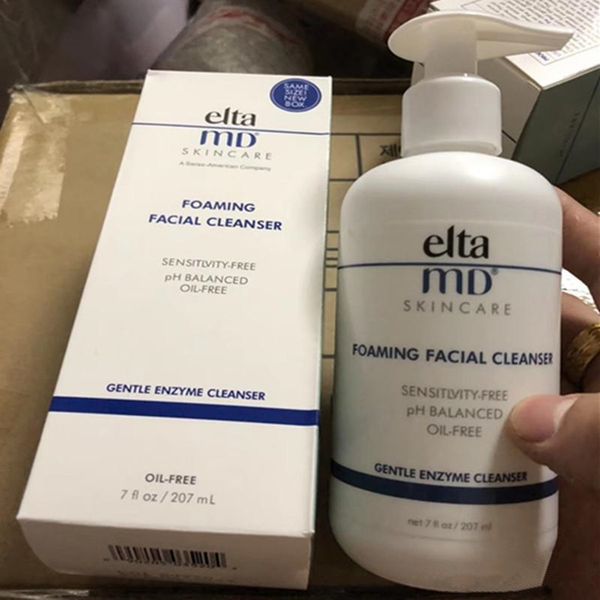 SAME
SIZE!
NEW
BOX
elta
MD®
SKINCARE
A Swiss-American Company
FOAMING
FACIAL CLEANSER
SENSITLVITY-FREE
pH BALANCED
OIL-FREE
GENTLE ENZYME CLEANSER
OIL-FREE
7 fl oz / 207 mL
elta
MD®
SKINCARE
FOAMING FACIAL CLEANSER
SENSITLVITY-FREE
pH BALANCED
OIL-FREE
GENTLE ENZYME CLEANSER
net 7 fl oz / 207 ml